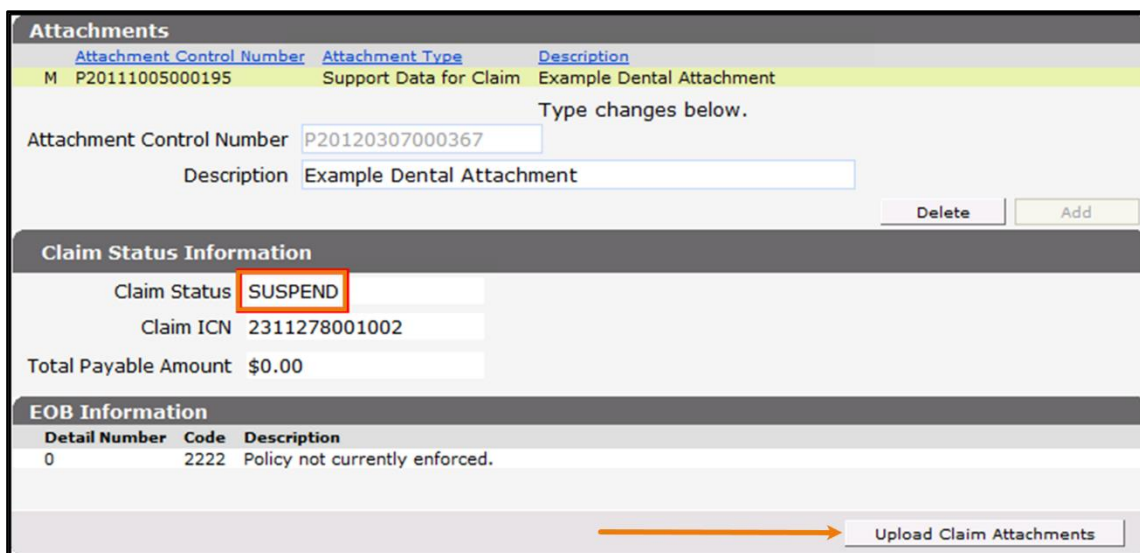 Attachments
Attachment Control Number Attachment Type Description
M P20111005000195 Support Data for Claim Example Dental Attachment
Type changes below.
Attachment Control Number P20120307000367
Description Example Dental Attachment
Delete Add
Claim Status Information
Claim Status SUSPEND
Claim ICN 2311278001002
Total Payable Amount $0.00
EOB Information
Detail Number Code Description
0 2222 Policy not currently enforced.
Upload Claim Attachments